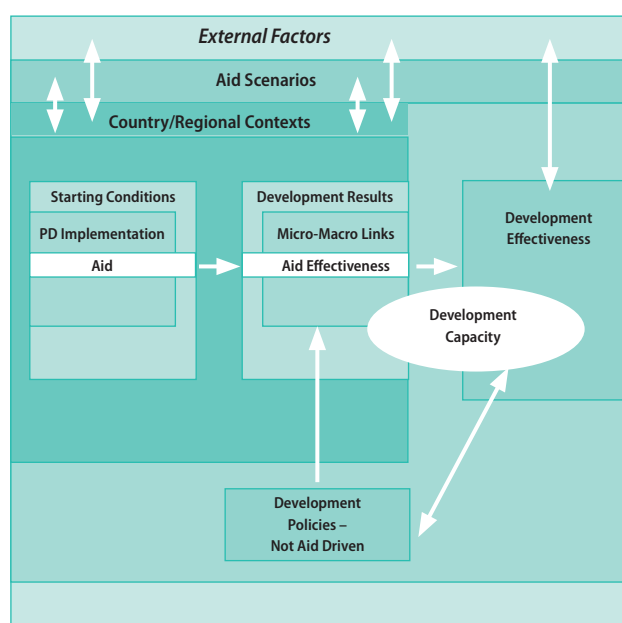 External Factors
Aid Scenarios
Country/Regional Contexts
Starting Conditions
PD Implementation
Aid
Development Results
Micro-Macro Links
Aid Effectiveness
Development
Effectiveness
Development
Capacity
Development
Policies –
Not Aid Driven